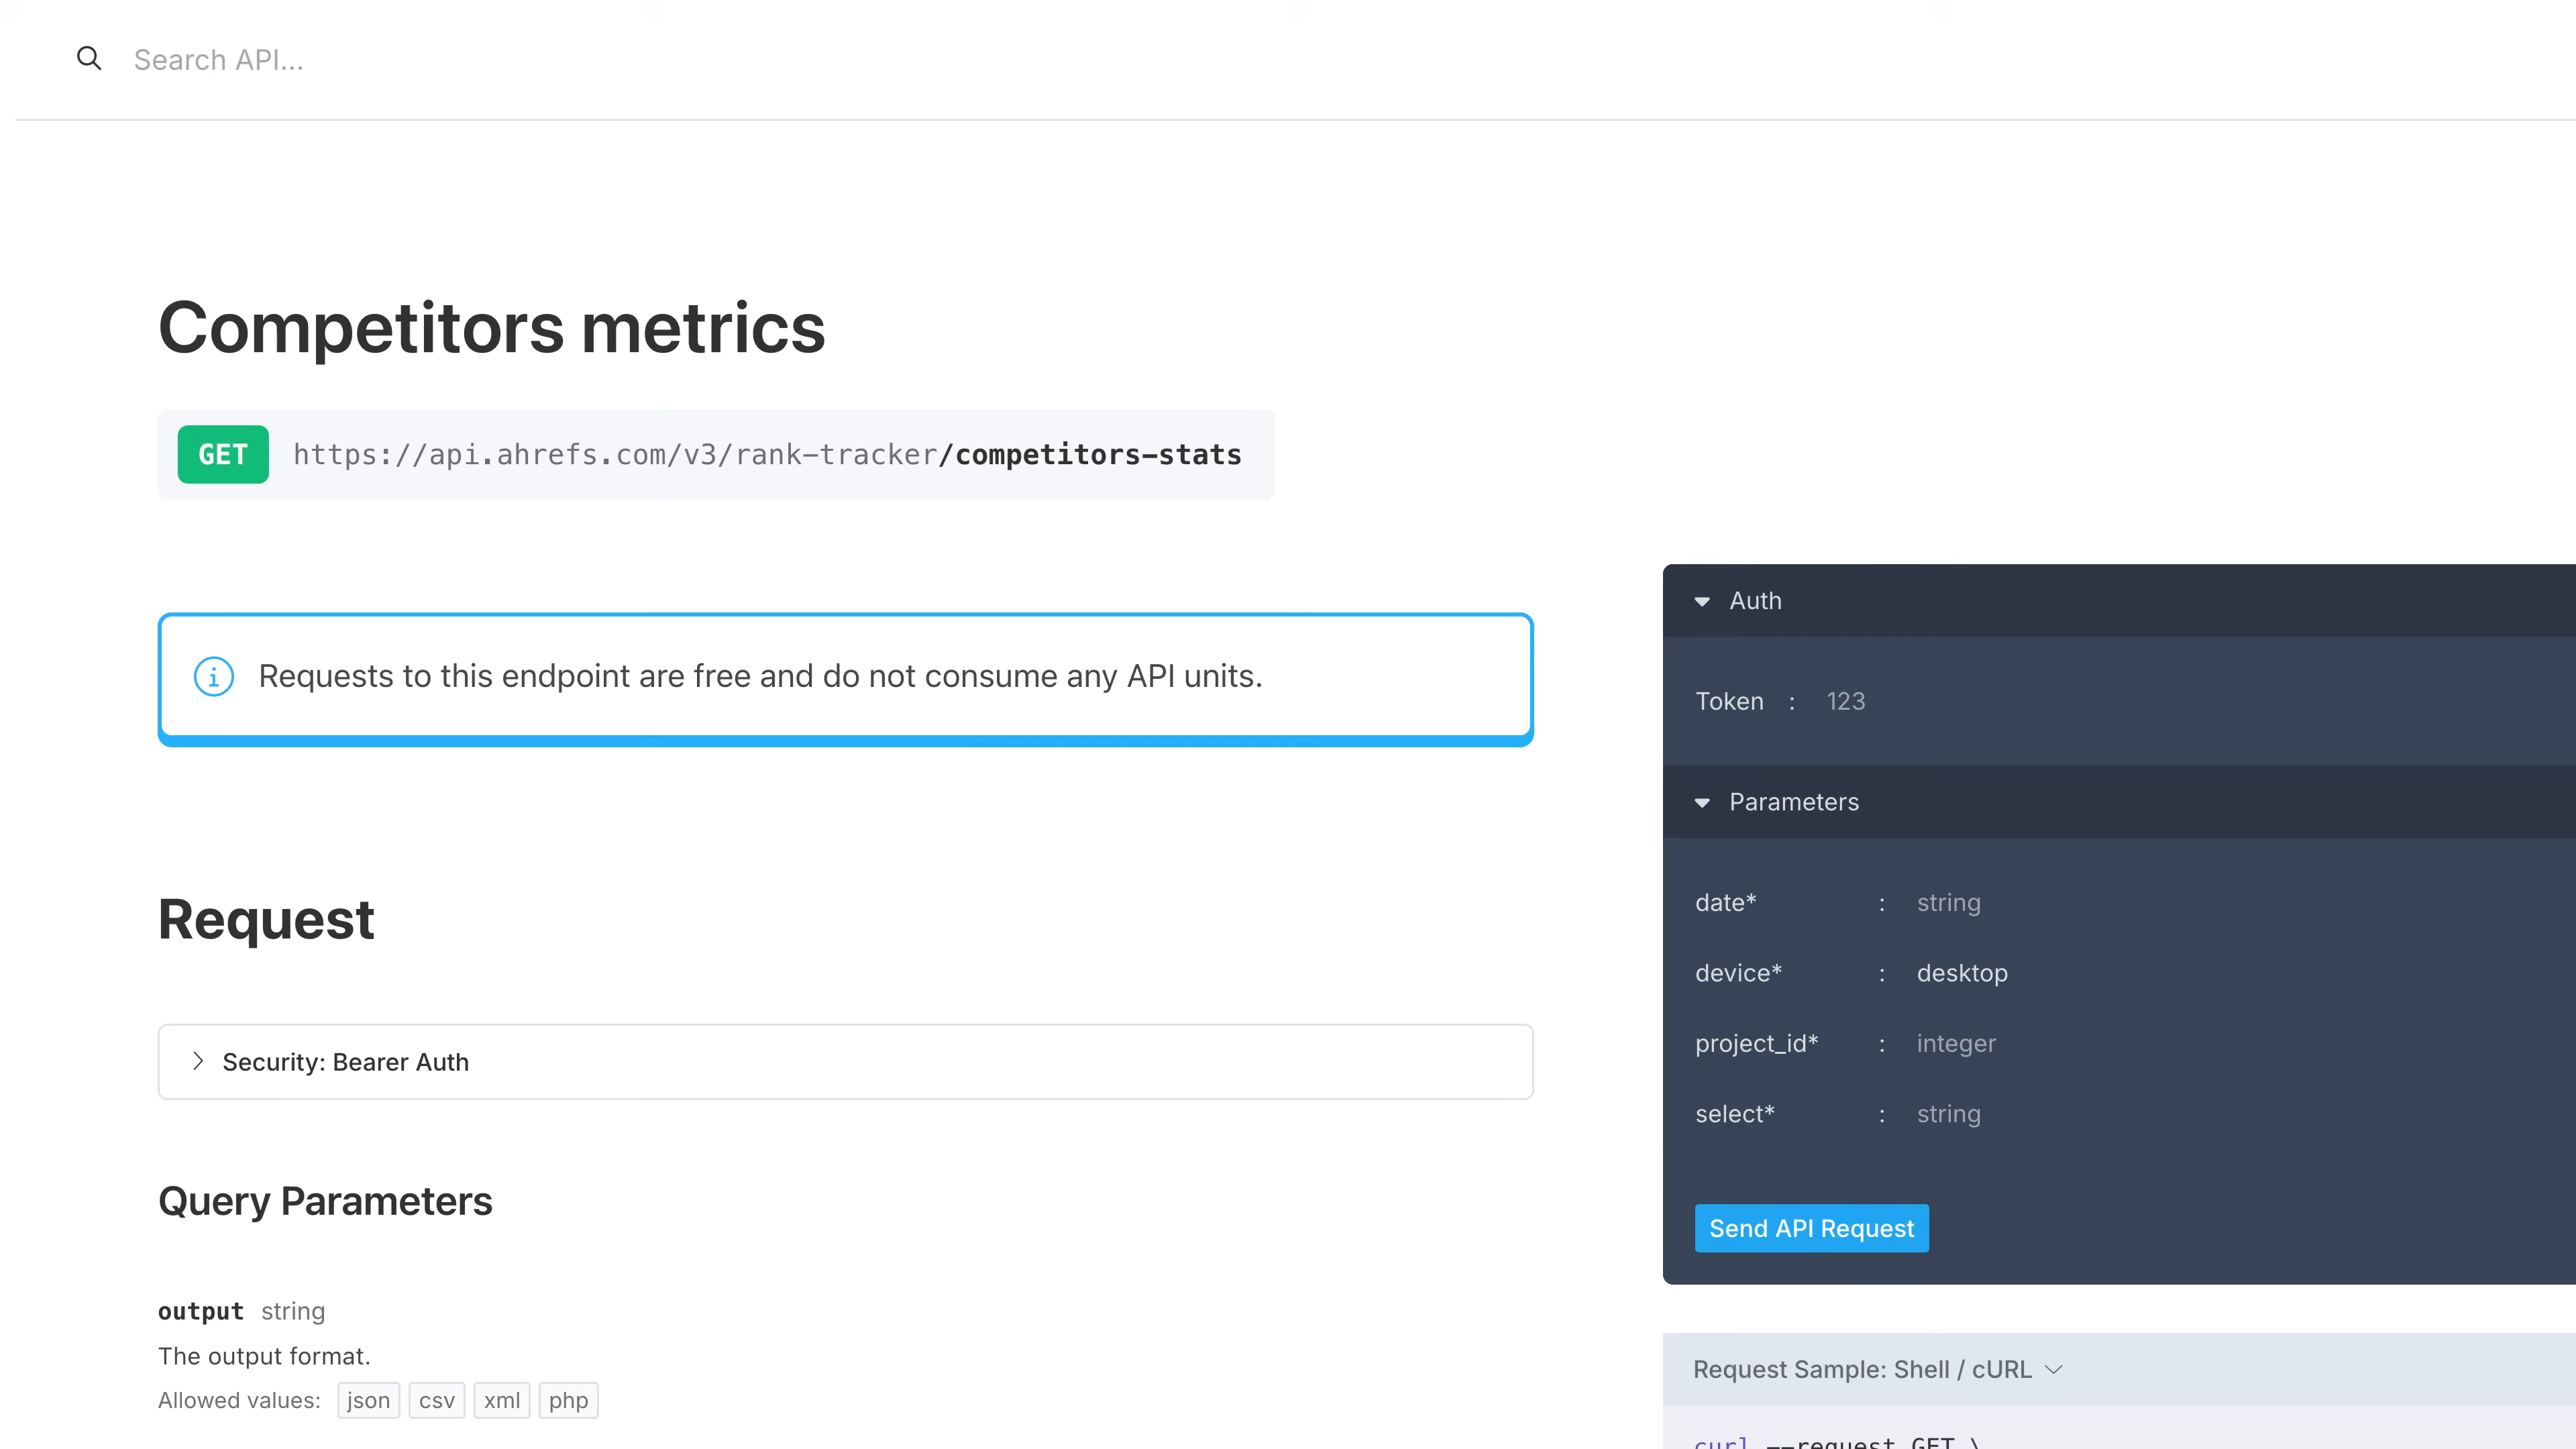 Search API...
Competitors metrics
GET https://api.ahrefs.com/v3/rank-tracker/competitors-stats
Requests to this endpoint are free and do not consume any API units.
Request
Security: Bearer Auth
Query Parameters
output string
The output format.
Allowed values: json csv xml php
Auth
Token : 123
Parameters
date* : string
device* : desktop
project_id* : integer
select* : string
Send API Request
Request Sample: Shell / cURL
curl --request GET \